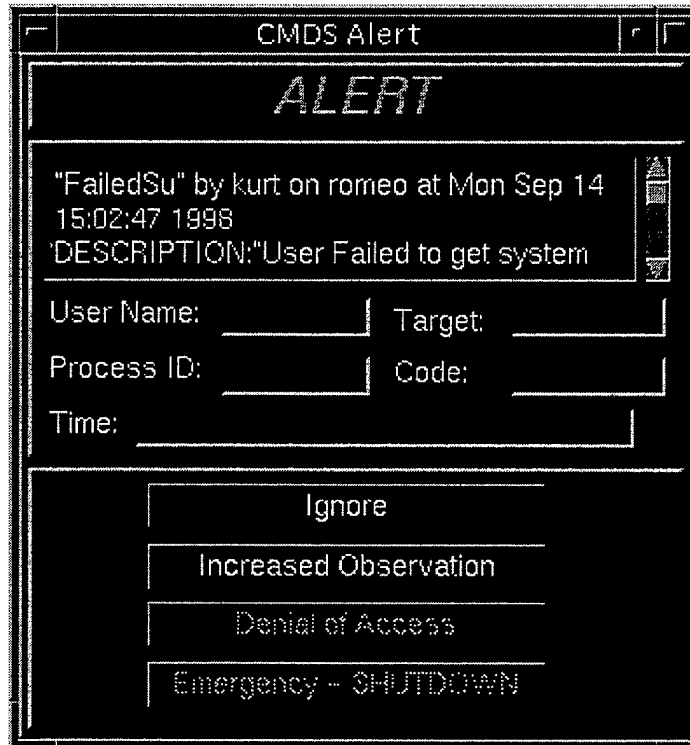 CMDS Alert
ALERT
"FailedSu" by kurt on romeo at Mon Sep 14
15:02:47 1998
'DESCRIPTION:"User Failed to get system
User Name:
Target:
Process ID:
Code:
Time:
Ignore
Increased Observation
Denial of Access
Emergency - SHUTDOWN